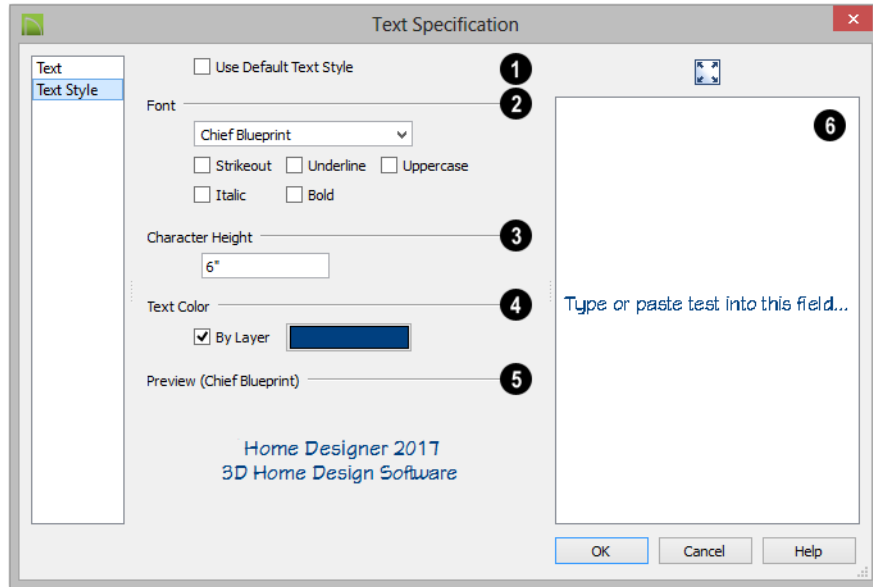 Text Specification
×
Text
Text Style
Use Default Text Style
1
Font
2
Chief Blueprint
Strikeout Underline Uppercase
Italic Bold
Character Height
3
6"
Text Color
4
By Layer
Preview (Chief Blueprint)
5
Home Designer 2017
3D Home Design Software
6
Type or paste test into this field...
OK Cancel Help